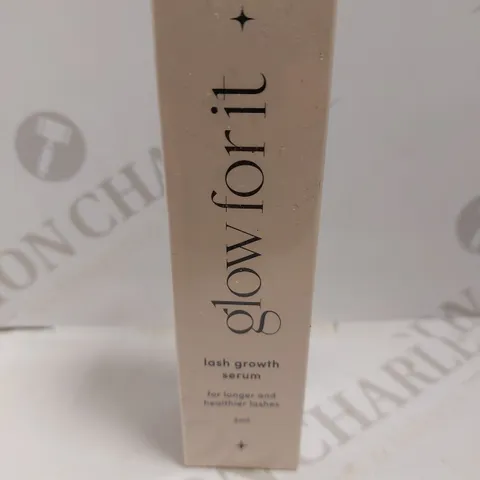 glow for it
lash growth
serum
for longer and
healthier lashes